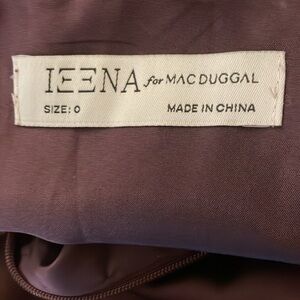 IEENA for MAC DUGGAL
SIZE: 0 MADE IN CHINA